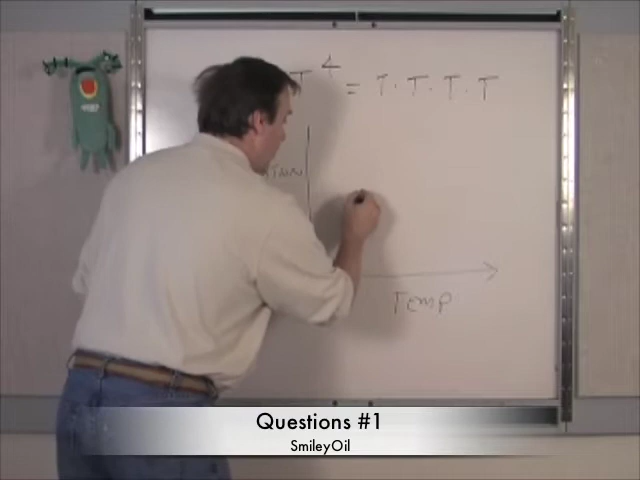 T⁴ = T · T · T · T
Temp
Questions #1
SmileyOil